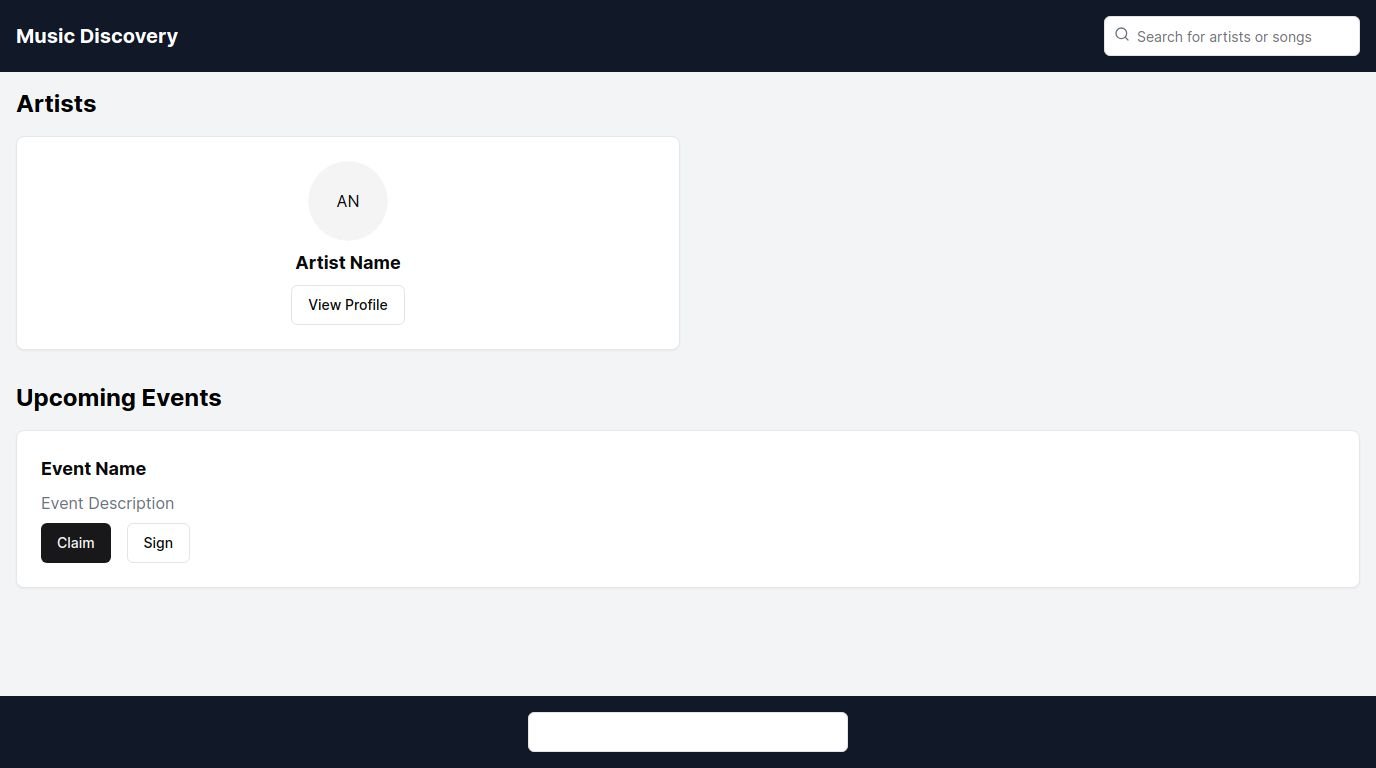 Music Discovery
Search for artists or songs
Artists
AN
Artist Name
View Profile
Upcoming Events
Event Name
Event Description
Claim
Sign